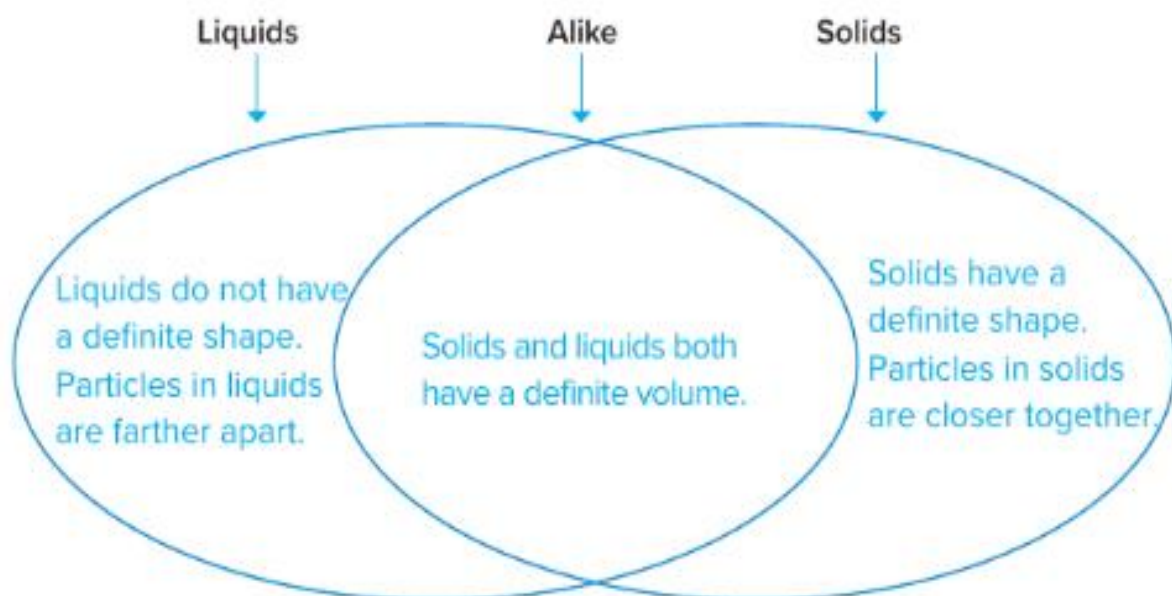 Liquids
Alike
Solids
Liquids do not have
a definite shape.
Particles in liquids
are farther apart.
Solids and liquids both
have a definite volume.
Solids have a
definite shape.
Particles in solids
are closer together.